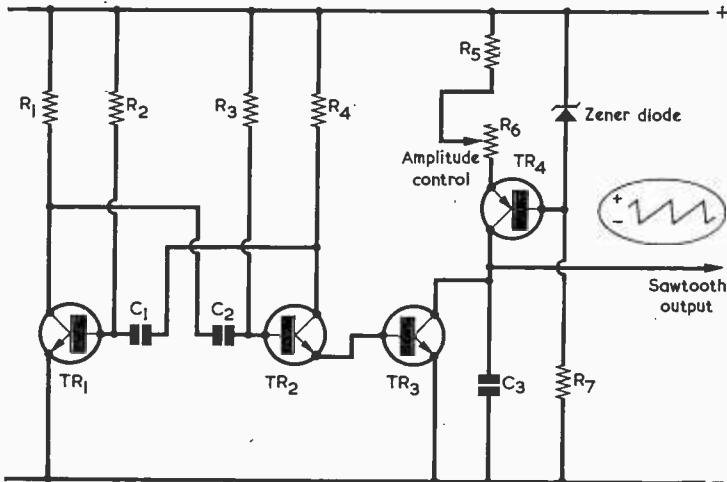 +
R5
R1
R2
R3
R4
R6
Zener diode
Amplitude
control
TR4
+
−
C1
C2
Sawtooth
output
TR1
TR2
TR3
C3
R7